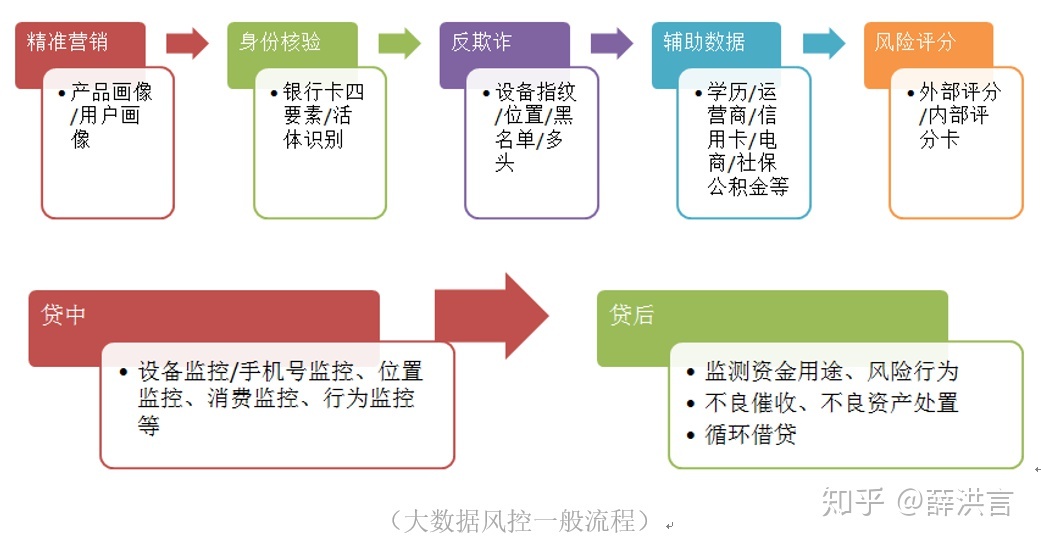 精准营销
身份核验
反欺诈
辅助数据
风险评分
•产品画像
/用户画
像
•银行卡四
要素/活
体识别
•设备指纹
/位置/黑
名单/多
头
•学历/运
营商/信
用卡/电
商/社保
公积金等
•外部评分
/内部评
分卡
贷中
•设备监控/手机号监控、位置
监控、消费监控、行为监控
等
贷后
•监测资金用途、风险行为
•不良催收、不良资产处置
•循环借贷
（大数据风控一般流程）
知乎 @薛洪言